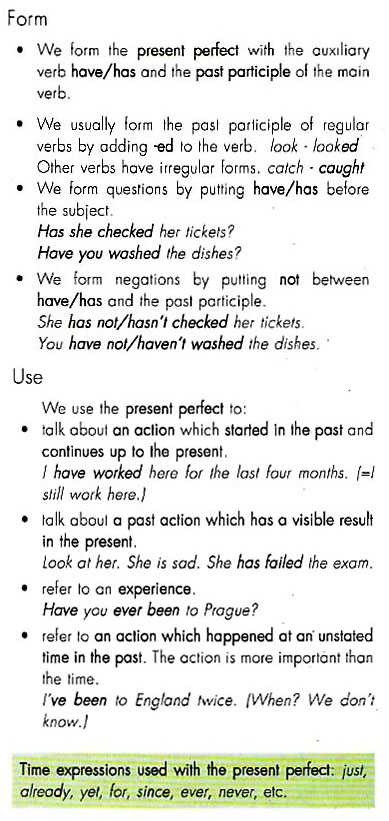 Form
• We form the present perfect with the auxiliary
verb have/has and the past participle of the main
verb.
• We usually form the past participle of regular
verbs by adding -ed to the verb. look - looked
Other verbs have irregular forms. catch - caught
• We form questions by putting have/has before
the subject.
Has she checked her tickets?
Have you washed the dishes?
• We form negations by putting not between
have/has and the past participle.
She has not/hasn't checked her tickets.
You have not/haven't washed the dishes.
Use
We use the present perfect to:
• talk about an action which started in the past and
continues up to the present.
I have worked here for the last four months. (=I
still work here.)
• talk about a past action which has a visible result
in the present.
Look at her. She is sad. She has failed the exam.
• refer to an experience.
Have you ever been to Prague?
• refer to an action which happened at an unstated
time in the past. The action is more important than
the time.
I've been to England twice. (When? We don't
know.)
Time expressions used with the present perfect: just,
already, yet, for, since, ever, never, etc.